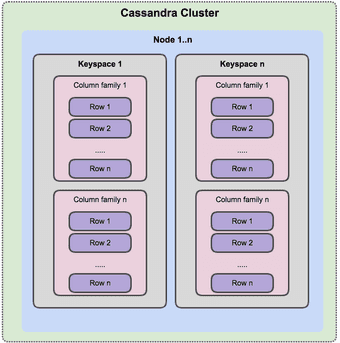 Cassandra Cluster
Node 1..n
Keyspace 1
Column family 1
Row 1
Row 2
.....
Row n
Column family n
Row 1
Row 2
.....
Row n
Keyspace n
Column family 1
Row 1
Row 2
.....
Row n
Column family n
Row 1
Row 2
.....
Row n